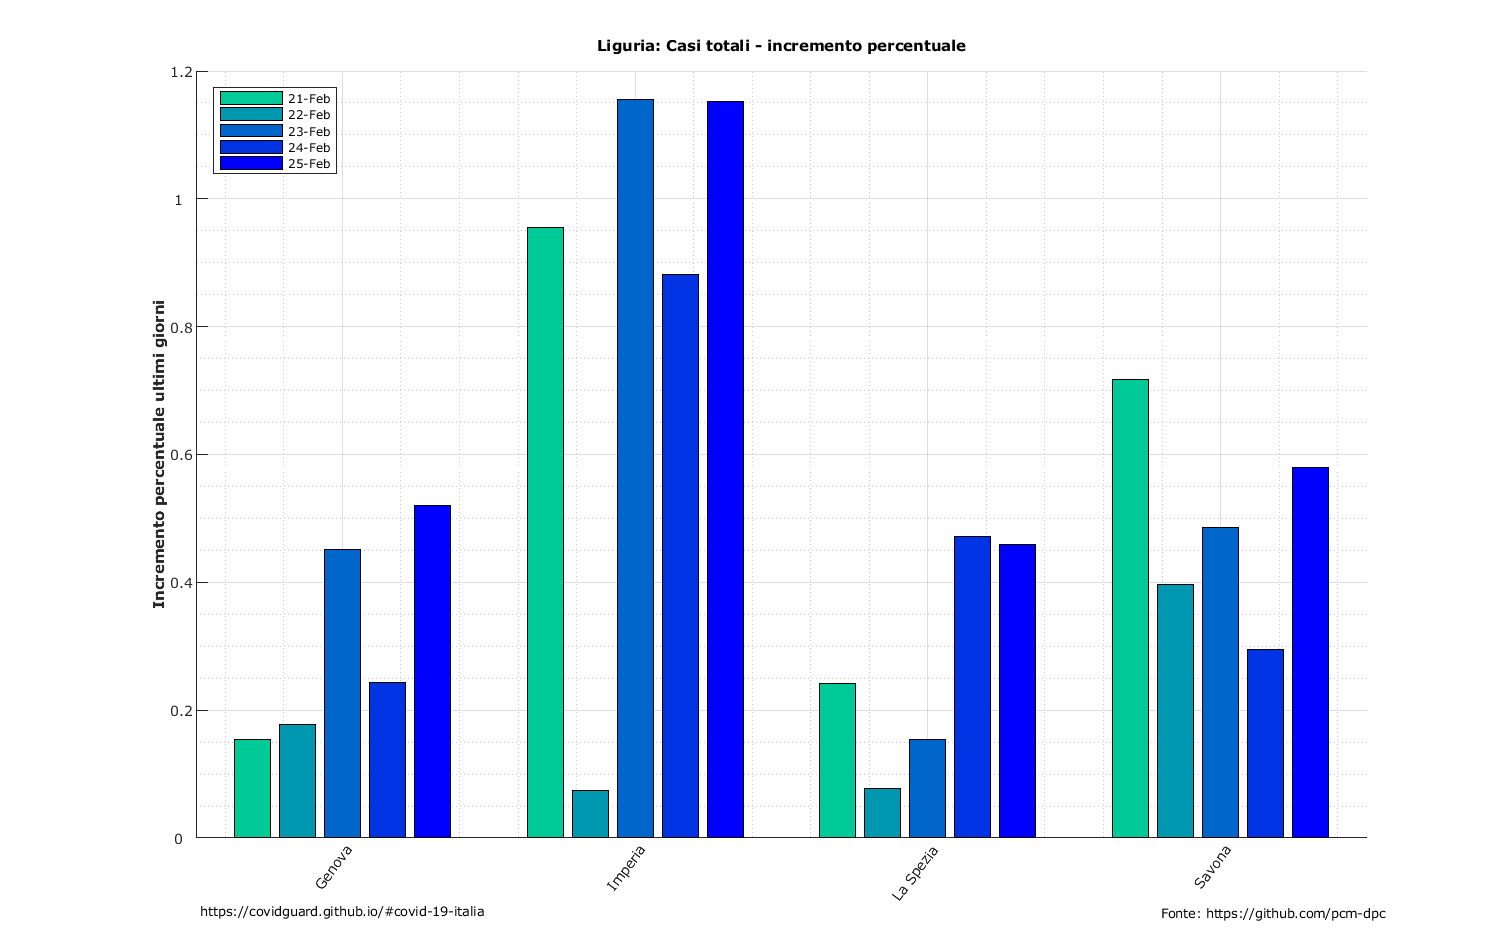 Liguria: Casi totali - incremento percentuale
1.2
1
0.8
0.6
0.4
0.2
0
Incremento percentuale ultimi giorni
21-Feb
22-Feb
23-Feb
24-Feb
25-Feb
Genova
Imperia
La Spezia
Savona
https://covidguard.github.io/#covid-19-italia
Fonte: https://github.com/pcm-dpc